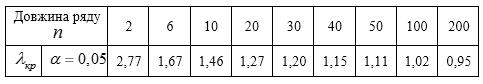 Довжина ряду n 2 6 10 20 30 40 50 100 200
λкр α = 0,05 2,77 1,67 1,46 1,27 1,20 1,15 1,11 1,02 0,95